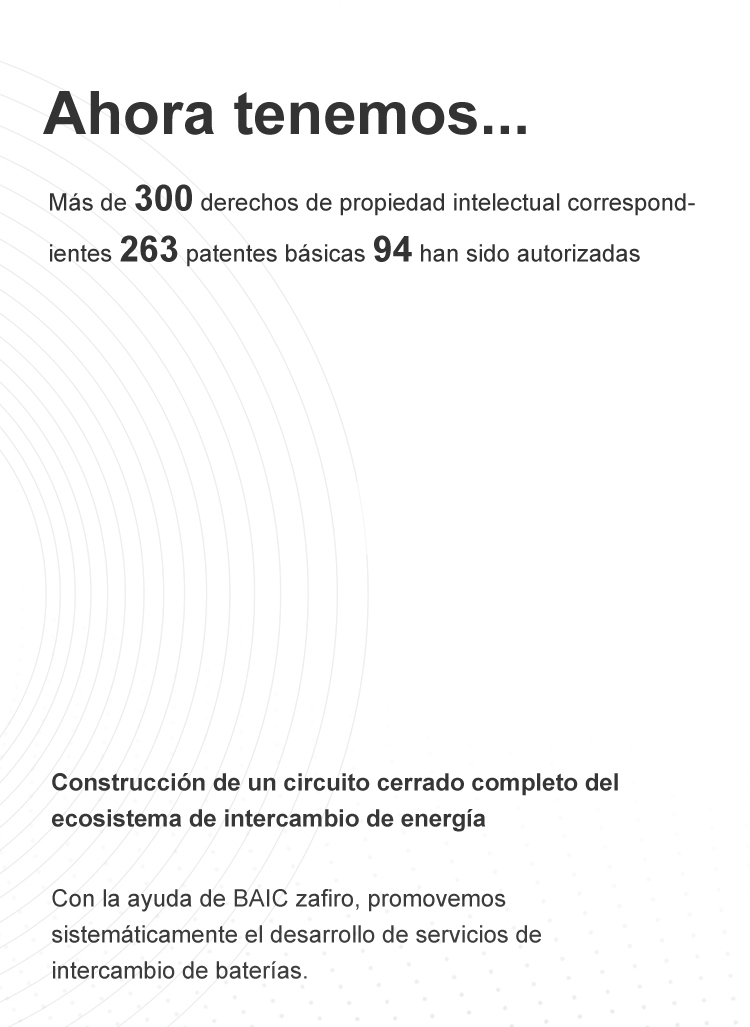 Ahora tenemos...
Más de 300 derechos de propiedad intelectual correspond-
ientes 263 patentes básicas 94 han sido autorizadas
Construcción de un circuito cerrado completo del
ecosistema de intercambio de energía
Con la ayuda de BAIC zafiro, promovemos
sistemáticamente el desarrollo de servicios de
intercambio de baterías.